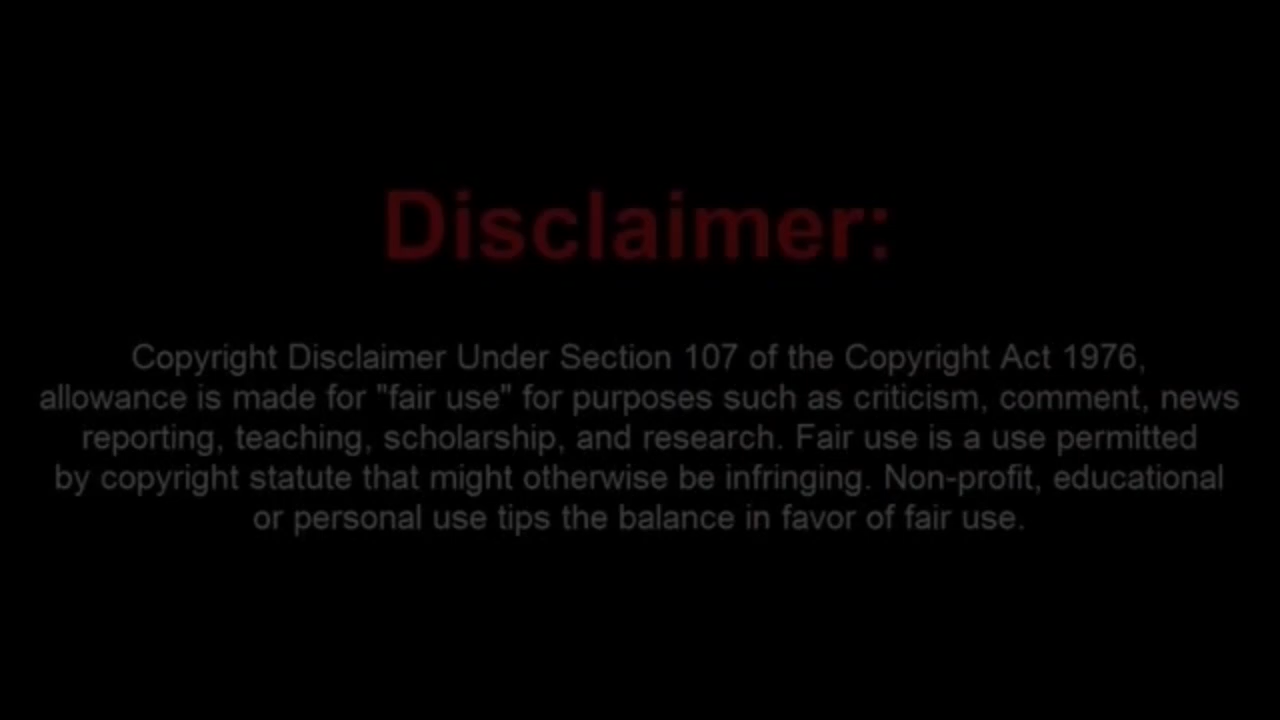 Disclaimer:
Copyright Disclaimer Under Section 107 of the Copyright Act 1976,
allowance is made for "fair use" for purposes such as criticism, comment, news
reporting, teaching, scholarship, and research. Fair use is a use permitted
by copyright statute that might otherwise be infringing. Non-profit, educational
or personal use tips the balance in favor of fair use.